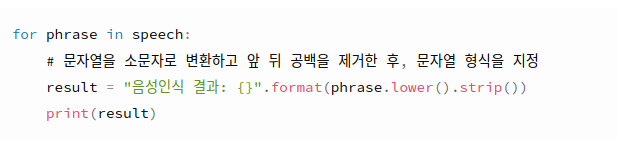 for phrase in speech:
    # 문자열을 소문자로 변환하고 앞 뒤 공백을 제거한 후, 문자열 형식을 지정
    result = "음성인식 결과: {}".format(phrase.lower().strip())
    print(result)